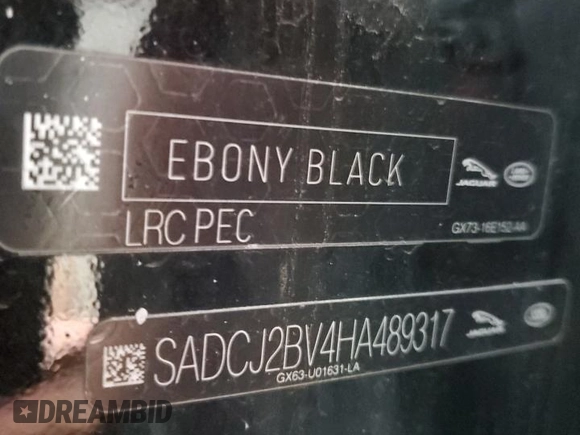 EBONY BLACK
LRC PEC
JAGUAR
GX73-16E152-AA
SADCJ2BV4HA489317
GX63-U01631-LA
DREAMBID